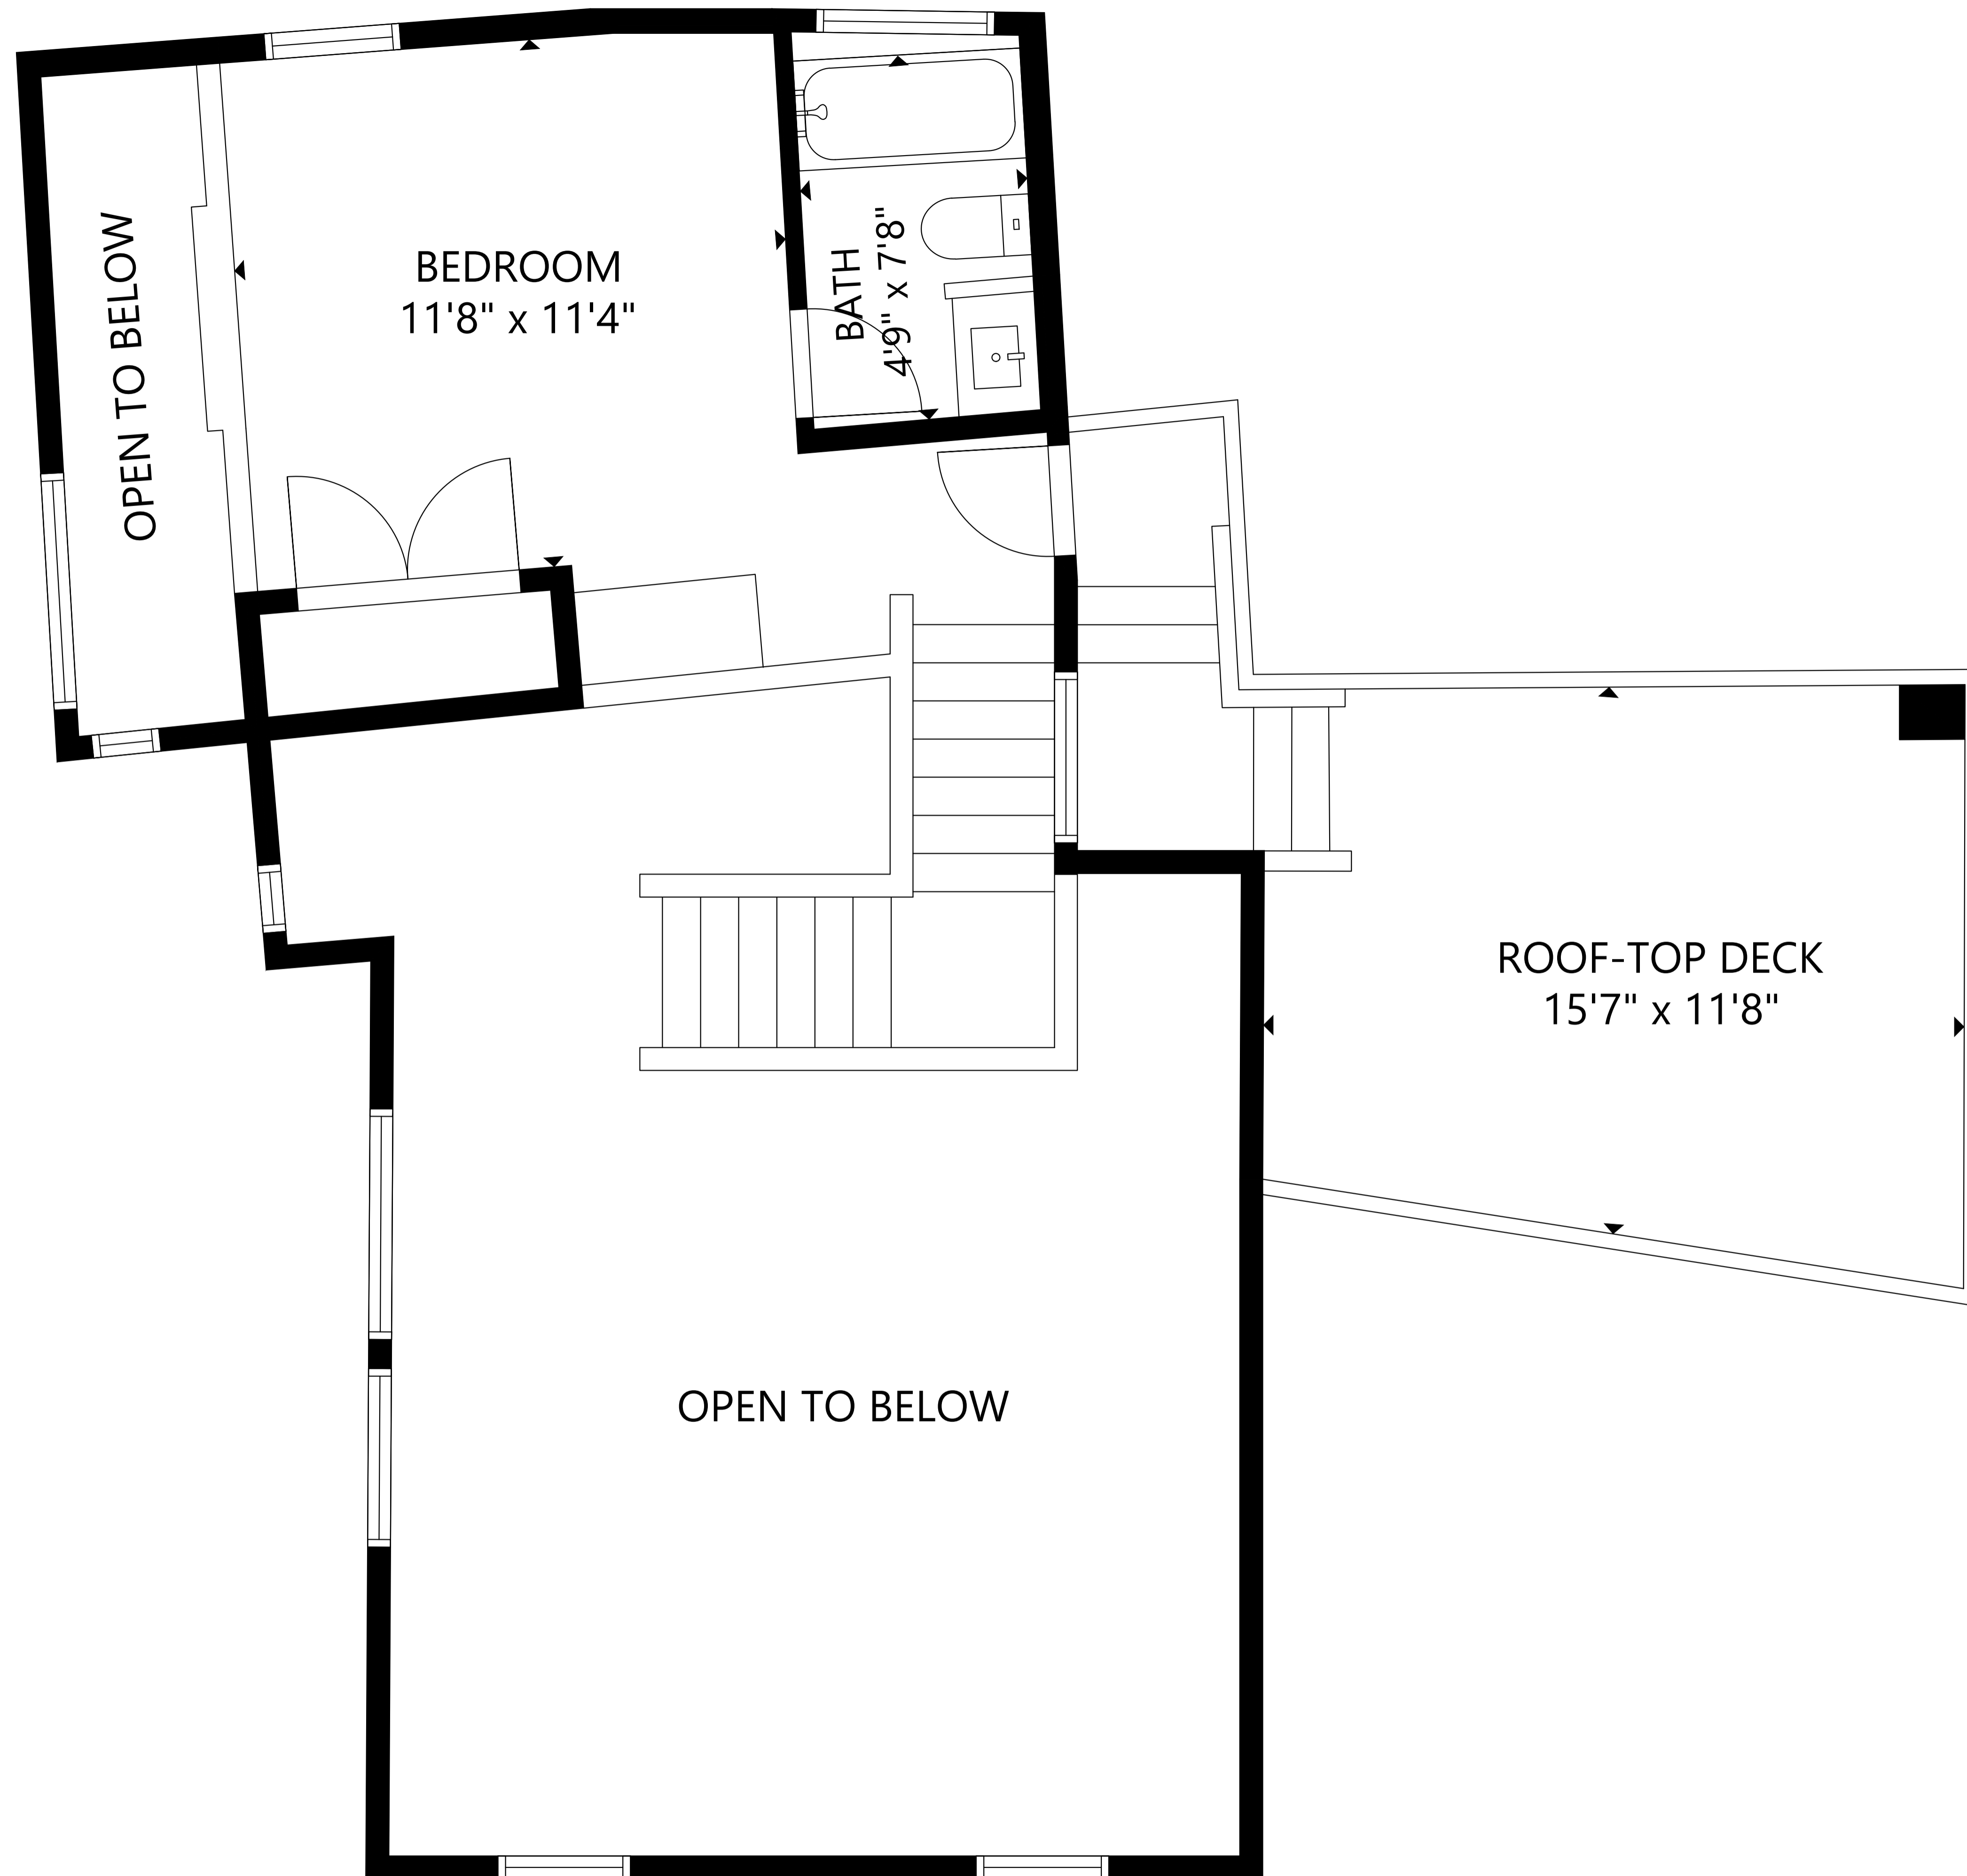 OPEN TO BELOW
BEDROOM
11'8" x 11'4"
BATH
4'9" x 7'8"
ROOF-TOP DECK
15'7" x 11'8"
OPEN TO BELOW